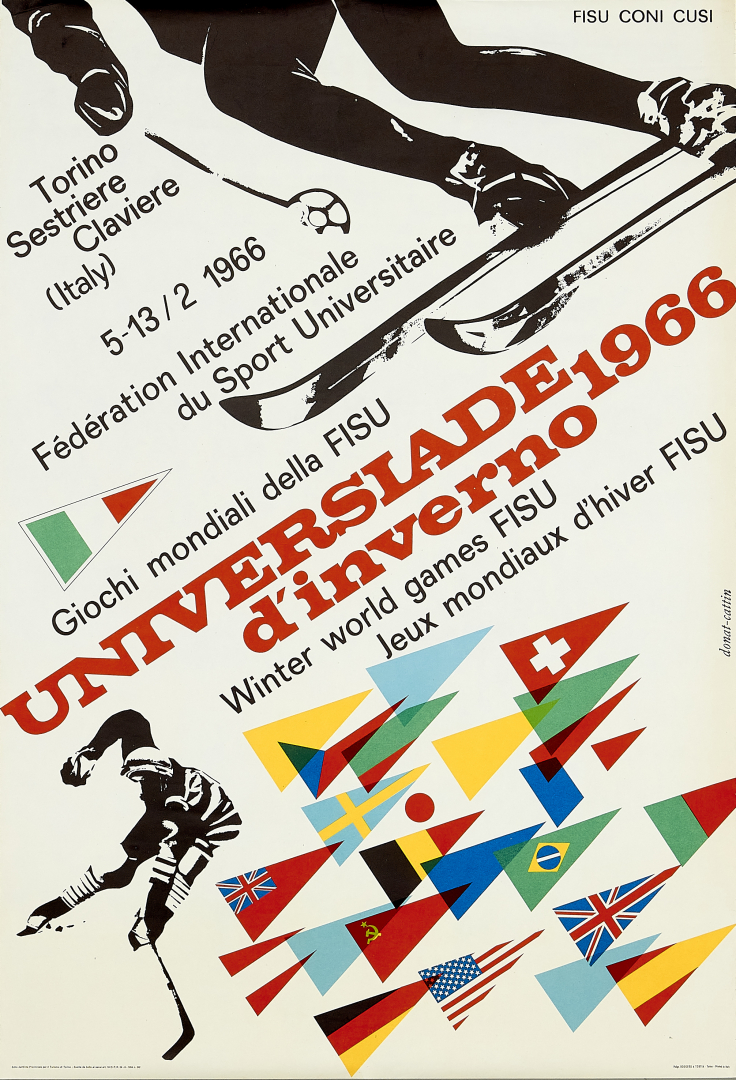 FISU CONI CUSI
Torino
Sestriere
Claviere
(Italy)
5-13/2 1966
Fédération Internationale
du Sport Universitaire
Giochi mondiali della FISU
UNIVERSIADE 1966
d'inverno
Winter world games FISU
Jeux mondiaux d'hiver FISU
donat-cattin